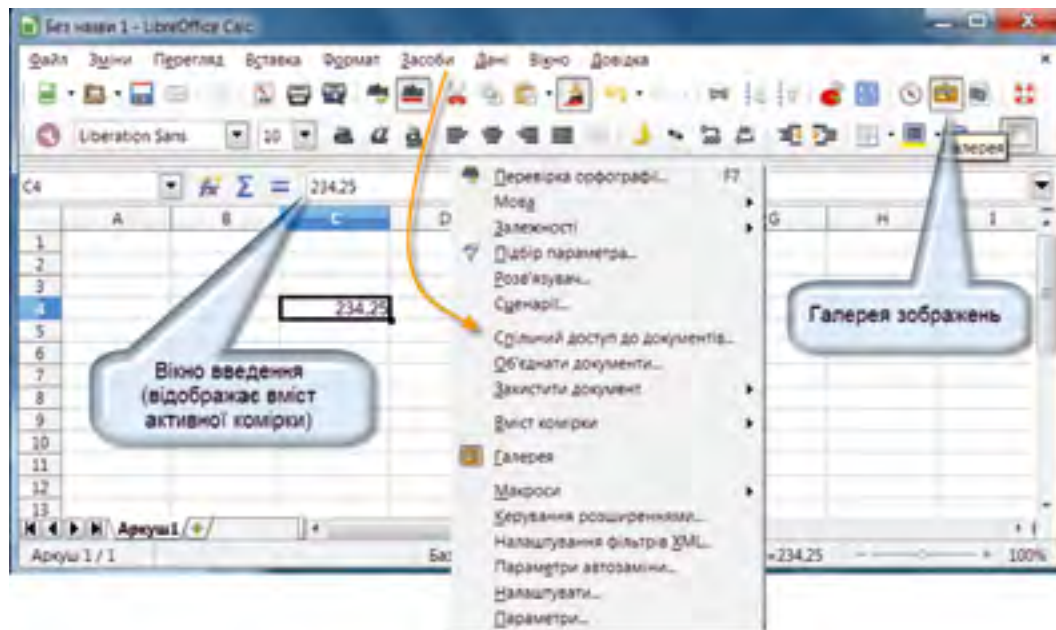 Без назви 1 - LibreOffice Calc
Файл Зміни Перегляд Вставка Формат Засоби Дані Вікно Довідка
Liberation Sans 10
Галерея
C4 234.25
A B C D G H I
1
2
3
4 234.25
5
6
7
8
9
10
11
12
13
Перевірка орфографії... F7
Мова
Залежності
Підбір параметра...
Розв'язувач...
Сценарії...
Спільний доступ до документів...
Об'єднати документи...
Захистити документ
Вміст комірки
Галерея
Макроси
Керування розширеннями...
Налаштування фільтрів XML...
Параметри автозаміни...
Налаштувати...
Параметри...
Вікно введення
(відображає вміст
активної комірки)
Галерея зображень
Аркуш1
Аркуш 1 / 1 Баз =234.25 100%